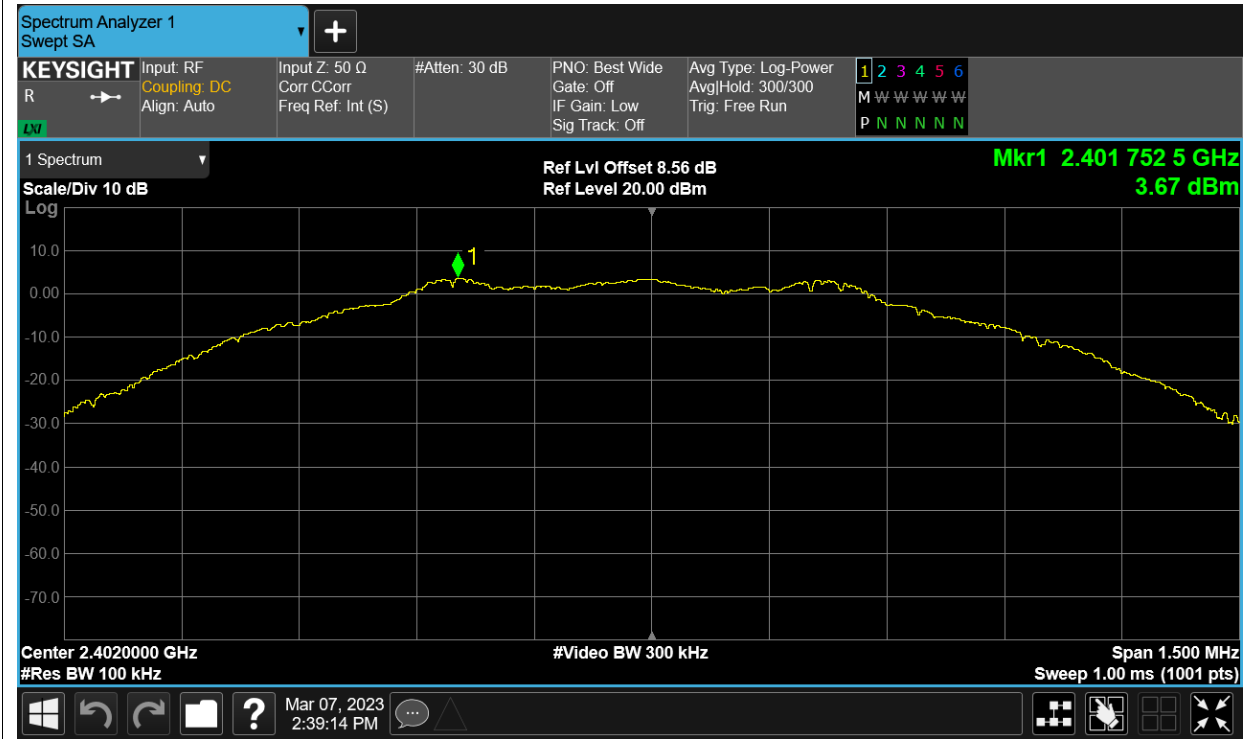 Spectrum Analyzer 1
Swept SA
+
KEYSIGHT
R
LXI
Input: RF
Coupling: DC
Align: Auto
Input Z: 50 Ω
Corr CCorr
Freq Ref: Int (S)
#Atten: 30 dB
PNO: Best Wide
Gate: Off
IF Gain: Low
Sig Track: Off
Avg Type: Log-Power
Avg|Hold: 300/300
Trig: Free Run
1 2 3 4 5 6
M W W W W W
P N N N N N
1 Spectrum
Scale/Div 10 dB
Log
Ref Lvl Offset 8.56 dB
Ref Level 20.00 dBm
Mkr1 2.401 752 5 GHz
3.67 dBm
1
10.0
0.00
-10.0
-20.0
-30.0
-40.0
-50.0
-60.0
-70.0
Center 2.4020000 GHz
#Res BW 100 kHz
#Video BW 300 kHz
Span 1.500 MHz
Sweep 1.00 ms (1001 pts)
?
Mar 07, 2023
2:39:14 PM